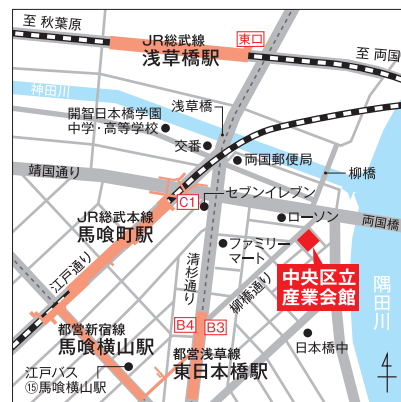 至 秋葉原
JR総武線
浅草橋駅
東口
至 両国
神田川
浅草橋
開智日本橋学園
中学・高等学校
交番
両国郵便局
柳橋
靖国通り
C1
セブンイレブン
JR総武本線
馬喰町駅
ローソン
両国橋
江戸通り
清杉通り
ファミリー
マート
中央区立
産業会館
隅田川
柳橋通り
都営新宿線
馬喰横山駅
B4
B3
日本橋中
江戸バス
⑮馬喰横山駅
都営浅草線
東日本橋駅
4